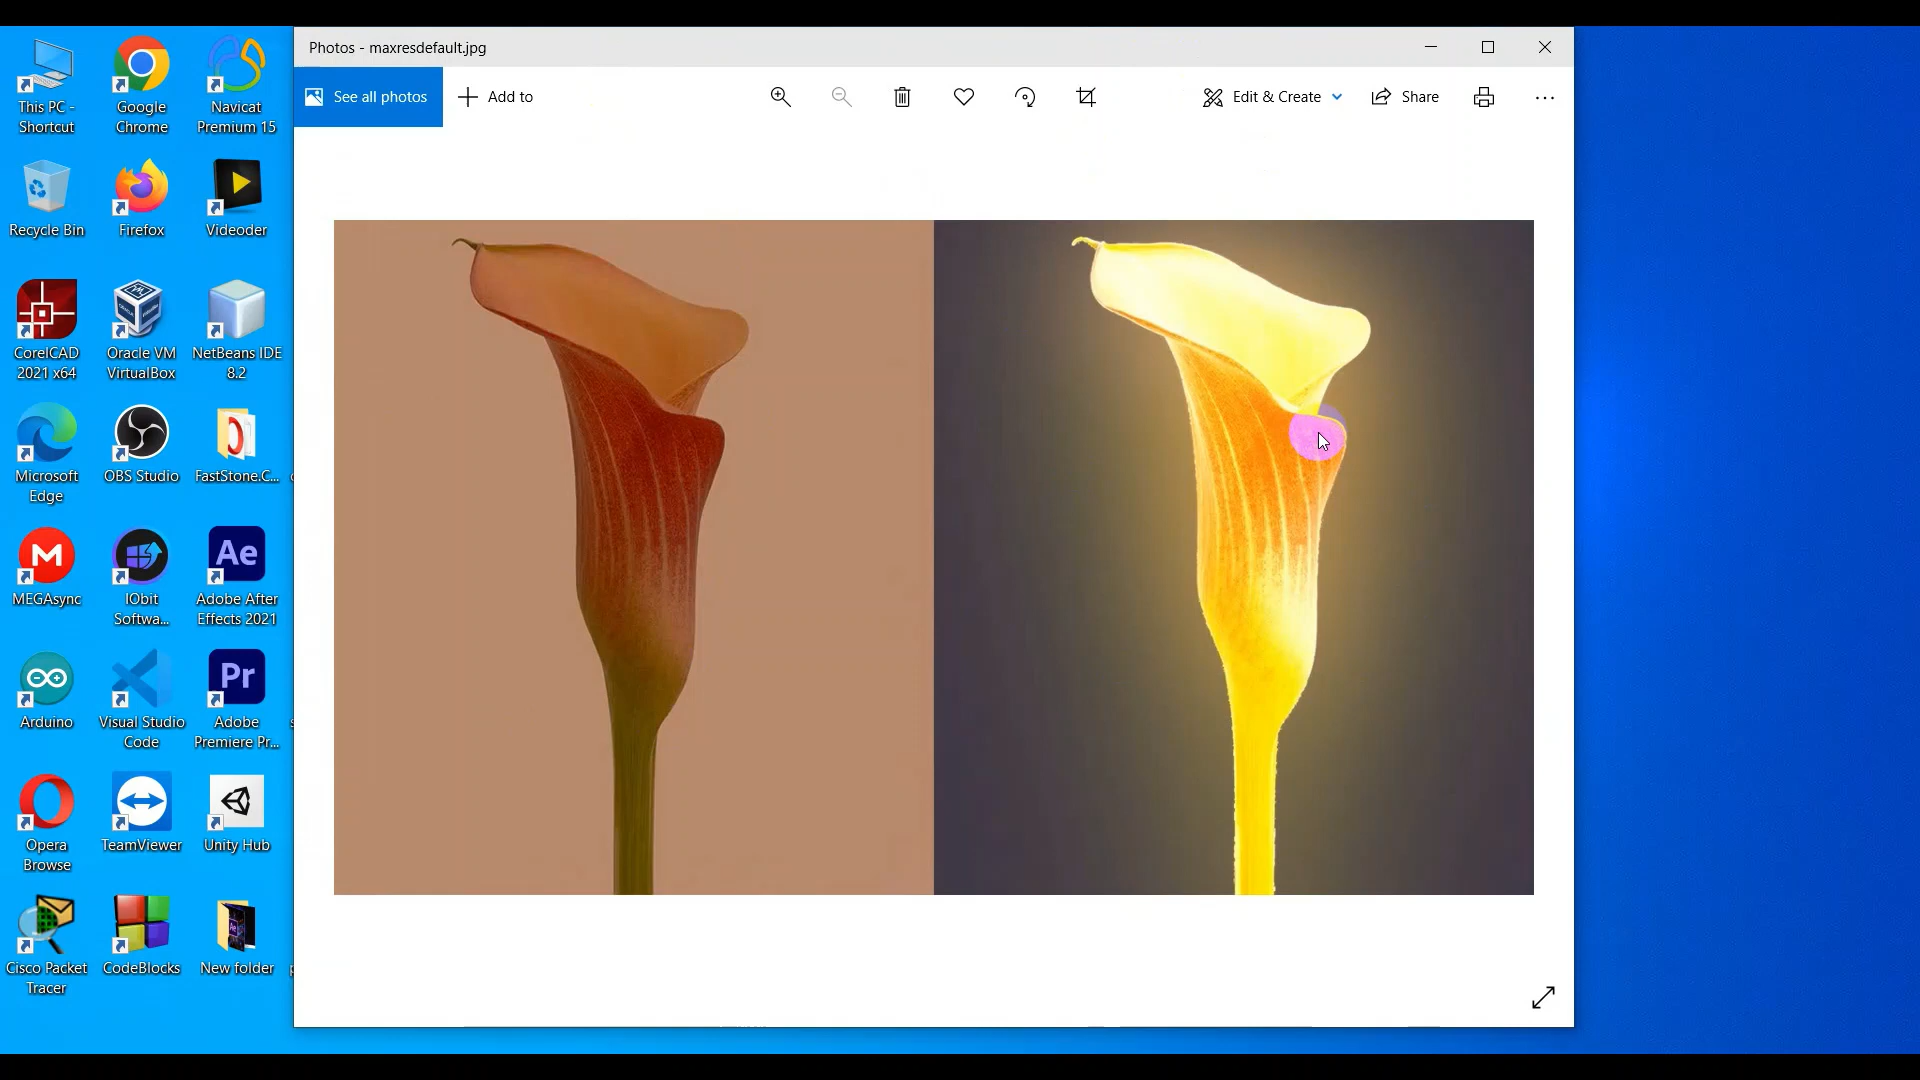 Photos - maxresdefault.jpg
See all photos
Add to
Edit & Create
Share
This PC -
Shortcut
Google
Chrome
Navicat
Premium 15
Recycle Bin
Firefox
Videoder
CorelCAD
2021 x64
Oracle VM
VirtualBox
NetBeans IDE
8.2
Microsoft
Edge
OBS Studio
FastStone.C...
MEGAsync
IObit
Softwa...
Ae
Adobe After
Effects 2021
Arduino
Visual Studio
Code
Pr
Adobe
Premiere Pr...
Opera
Browse
TeamViewer
Unity Hub
Cisco Packet
Tracer
CodeBlocks
New folder